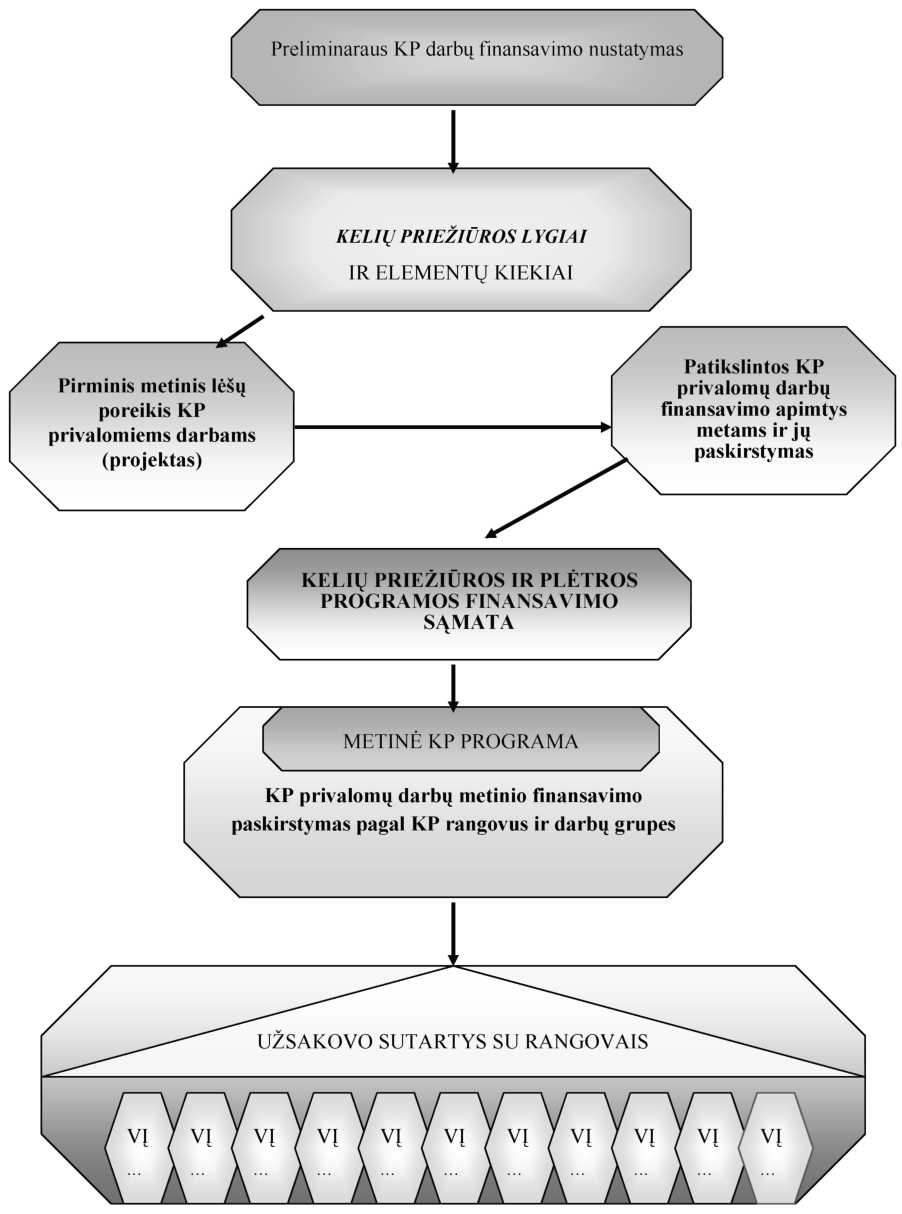 Preliminaraus KP darbų finansavimo nustatymas
KELIŲ PRIEŽIŪROS LYGIAI
IR ELEMENTŲ KIEKIAI
Pirminis metinis lėšų
poreikis KP
privalomiems darbams
(projektas)
Patikslintos KP
privalomų darbų
finansavimo apimtys
metams ir jų
paskirstymas
KELIŲ PRIEŽIŪROS IR PLĖTROS
PROGRAMOS FINANSAVIMO
SĄMATA
METINĖ KP PROGRAMA
KP privalomų darbų metinio finansavimo
paskirstymas pagal KP rangovus ir darbų grupes
UŽSAKOVO SUTARTYS SU RANGOVAIS
VĮ VĮ VĮ VĮ VĮ VĮ VĮ VĮ VĮ VĮ VĮ
... ... ... ... ... ... ... ... ... ... ...